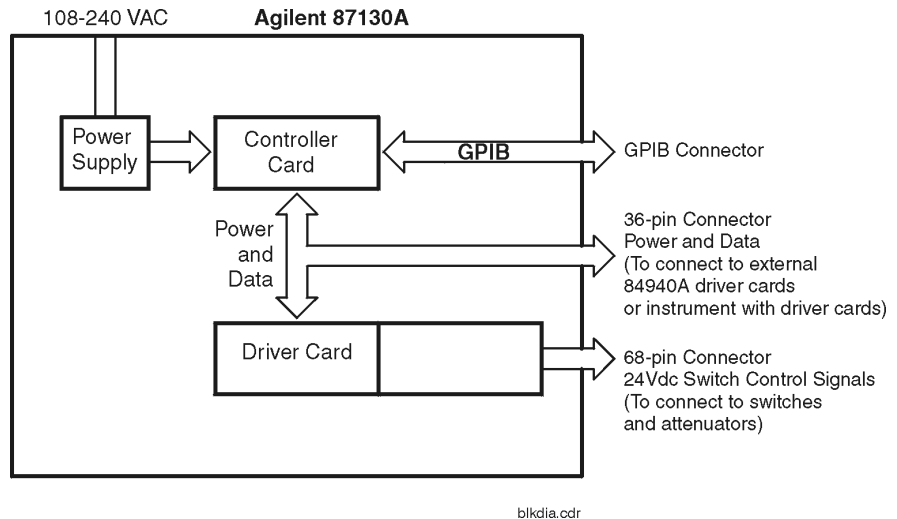 108-240 VAC
Agilent 87130A
Power
Supply
Controller
Card
GPIB
GPIB Connector
Power
and
Data
36-pin Connector
Power and Data
(To connect to external
84940A driver cards
or instrument with driver cards)
Driver Card
68-pin Connector
24Vdc Switch Control Signals
(To connect to switches
and attenuators)
blkdia.cdr